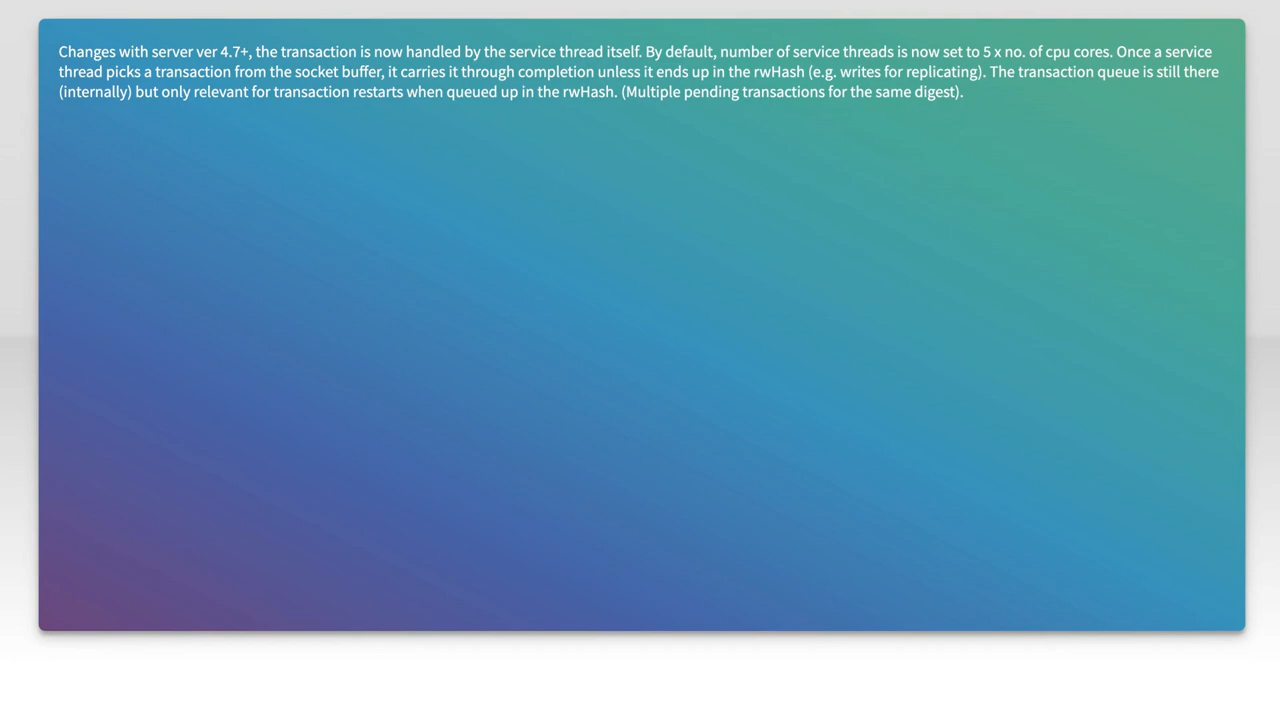 Changes with server ver 4.7+, the transaction is now handled by the service thread itself. By default, number of service threads is now set to 5 x no. of cpu cores. Once a service
thread picks a transaction from the socket buffer, it carries it through completion unless it ends up in the rwHash (e.g. writes for replicating). The transaction queue is still there
(internally) but only relevant for transaction restarts when queued up in the rwHash. (Multiple pending transactions for the same digest).